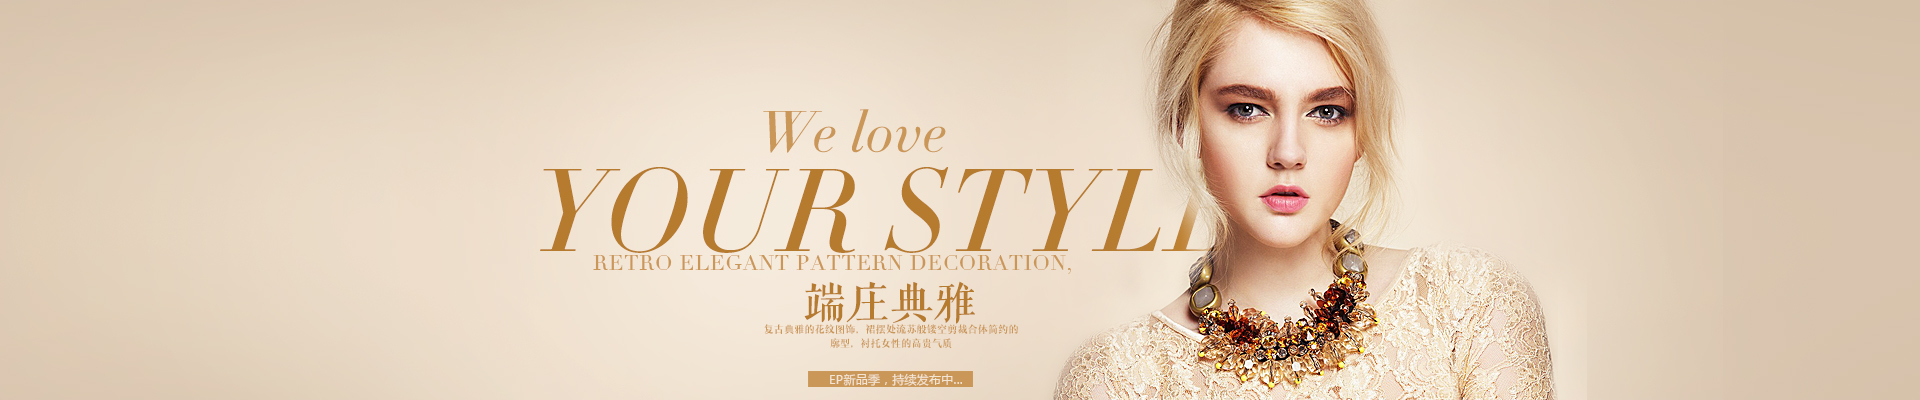 We love
YOUR STYLE
RETRO ELEGANT PATTERN DECORATION,
端庄典雅
复古典雅的花纹图饰、裙摆处流苏般镂空剪裁合体简约的
廓型、衬托女性的高贵气质
EP新品季，持续发布中...